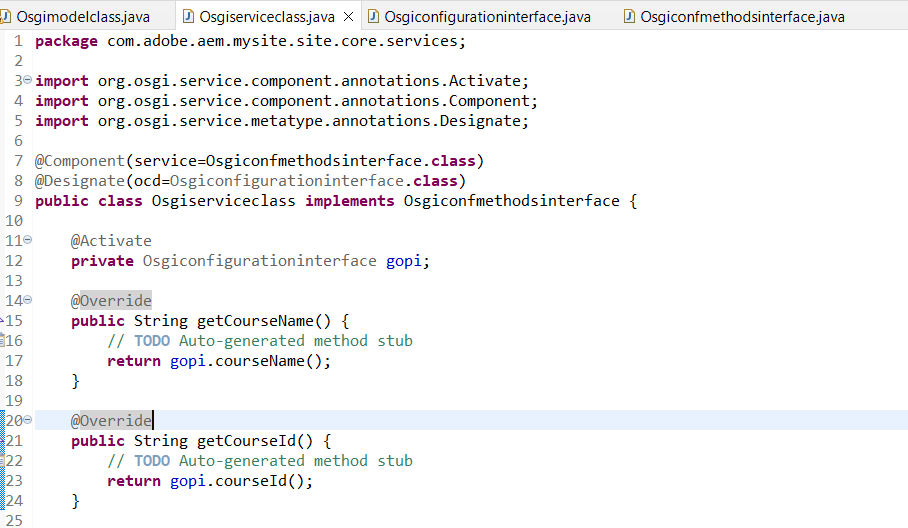 Osgimodelclass.java Osgiserviceclass.java Osgiconfigurationinterface.java Osgiconfmethodsinterface.java
1 package com.adobe.aem.mysite.site.core.services;
2
3 import org.osgi.service.component.annotations.Activate;
4 import org.osgi.service.component.annotations.Component;
5 import org.osgi.service.metatype.annotations.Designate;
6
7 @Component(service=Osgiconfmethodsinterface.class)
8 @Designate(ocd=Osgiconfigurationinterface.class)
9 public class Osgiserviceclass implements Osgiconfmethodsinterface {
10
11 @Activate
12 private Osgiconfigurationinterface gopi;
13
14 @Override
15 public String getCourseName() {
16 // TODO Auto-generated method stub
17 return gopi.courseName();
18 }
19
20 @Override
21 public String getCourseId() {
22 // TODO Auto-generated method stub
23 return gopi.courseId();
24 }
25